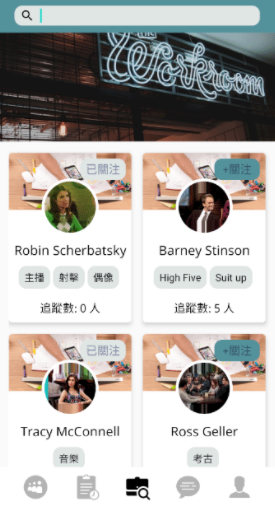 The
Workroom
已關注
+關注
Robin Scherbatsky
Barney Stinson
主播 射擊 偶像
High Five Suit up
追蹤數: 0 人
追蹤數: 5 人
已關注
+關注
Tracy McConnell
Ross Geller
音樂
考古